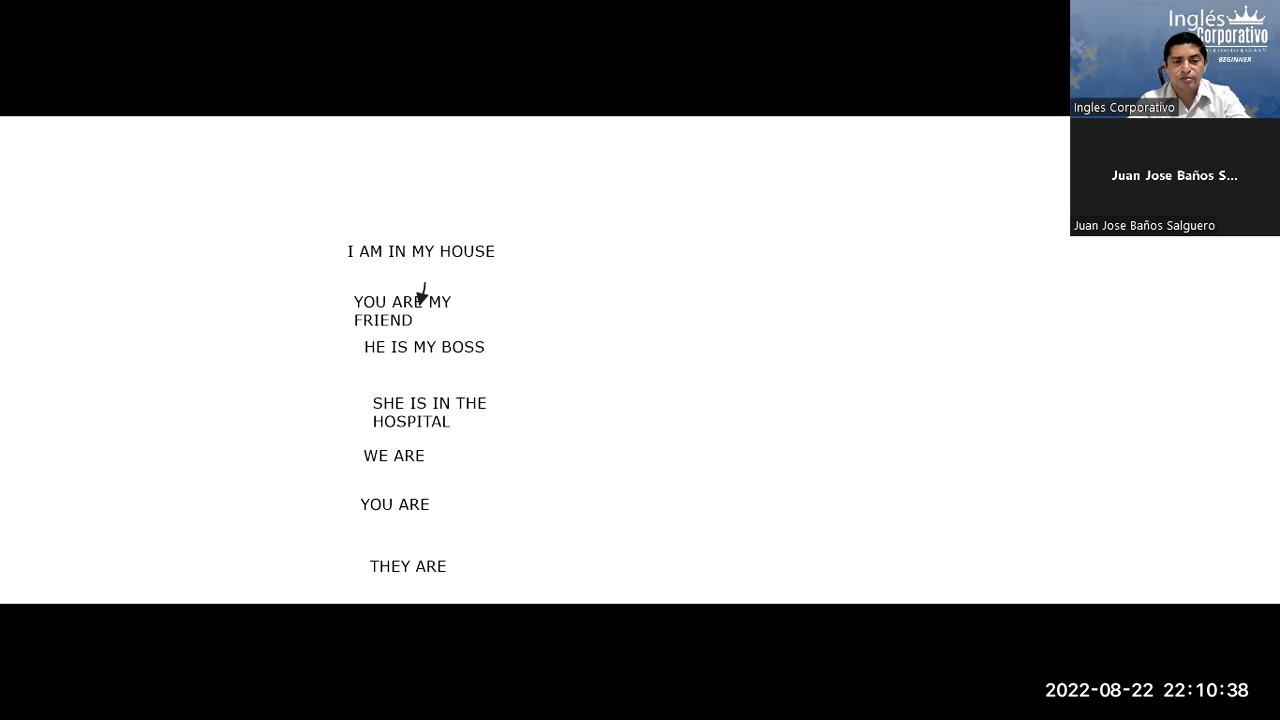 Inglés
Corporativo
BEGINNER
Ingles Corporativo
Juan Jose Baños S...
Juan Jose Baños Salguero
I AM IN MY HOUSE
YOU ARE MY
FRIEND
HE IS MY BOSS
SHE IS IN THE
HOSPITAL
WE ARE
YOU ARE
THEY ARE
2022-08-22 22:10:38